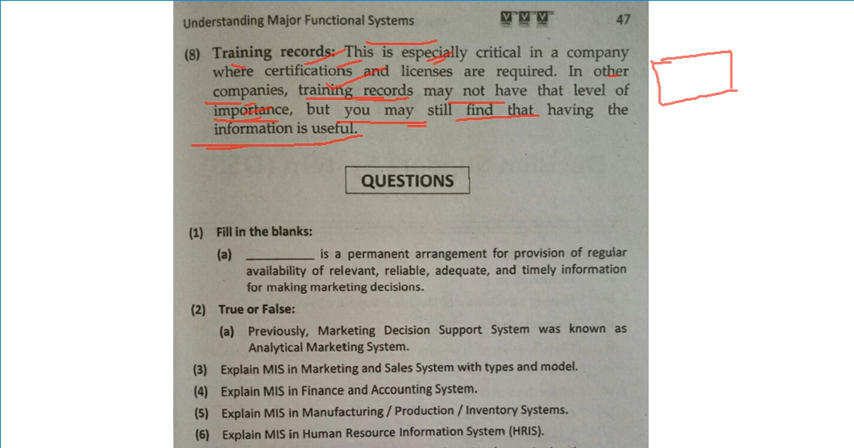 Understanding Major Functional Systems VVV 47
(8) Training records: This is especially critical in a company
where certifications and licenses are required. In other
companies, training records may not have that level of
importance, but you may still find that having the
information is useful.
QUESTIONS
(1) Fill in the blanks:
(a) ________ is a permanent arrangement for provision of regular
availability of relevant, reliable, adequate, and timely information
for making marketing decisions.
(2) True or False:
(a) Previously, Marketing Decision Support System was known as
Analytical Marketing System.
(3) Explain MIS in Marketing and Sales System with types and model.
(4) Explain MIS in Finance and Accounting System.
(5) Explain MIS in Manufacturing / Production / Inventory Systems.
(6) Explain MIS in Human Resource Information System (HRIS).